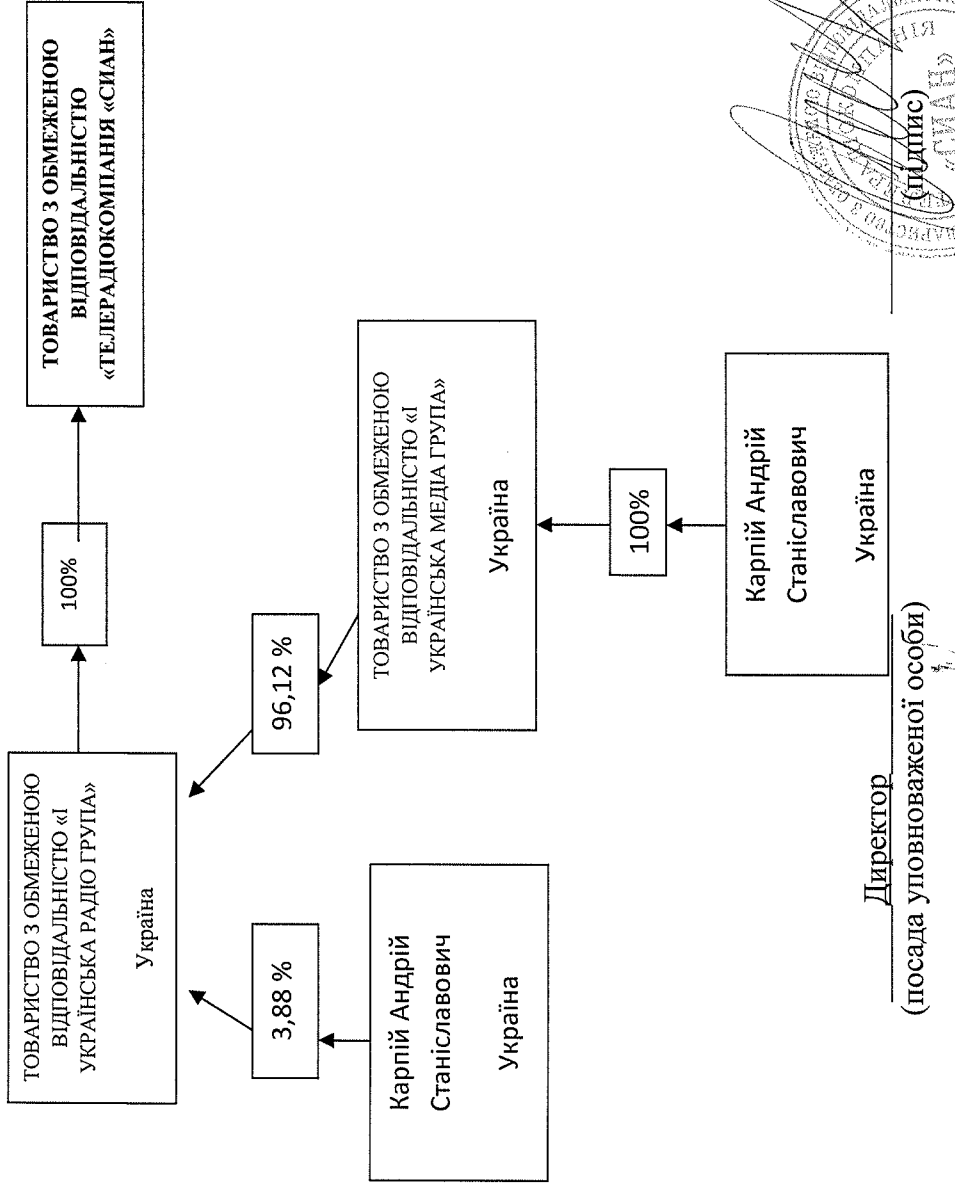 ТОВАРИСТВО З ОБМЕЖЕНОЮ
ВІДПОВІДАЛЬНІСТЮ «І
УКРАЇНСЬКА РАДІО ГРУПА»
Україна
100%
ТОВАРИСТВО З ОБМЕЖЕНОЮ
ВІДПОВІДАЛЬНІСТЮ
«ТЕЛЕРАДІОКОМПАНІЯ «СИАН»
3,88 %
96,12 %
Карпій Андрій
Станіславович
Україна
ТОВАРИСТВО З ОБМЕЖЕНОЮ
ВІДПОВІДАЛЬНІСТЮ «І
УКРАЇНСЬКА МЕДІА ГРУПА»
Україна
100%
Карпій Андрій
Станіславович
Україна
Директор
(посада уповноваженої особи)
(підпис)
«СИАН»